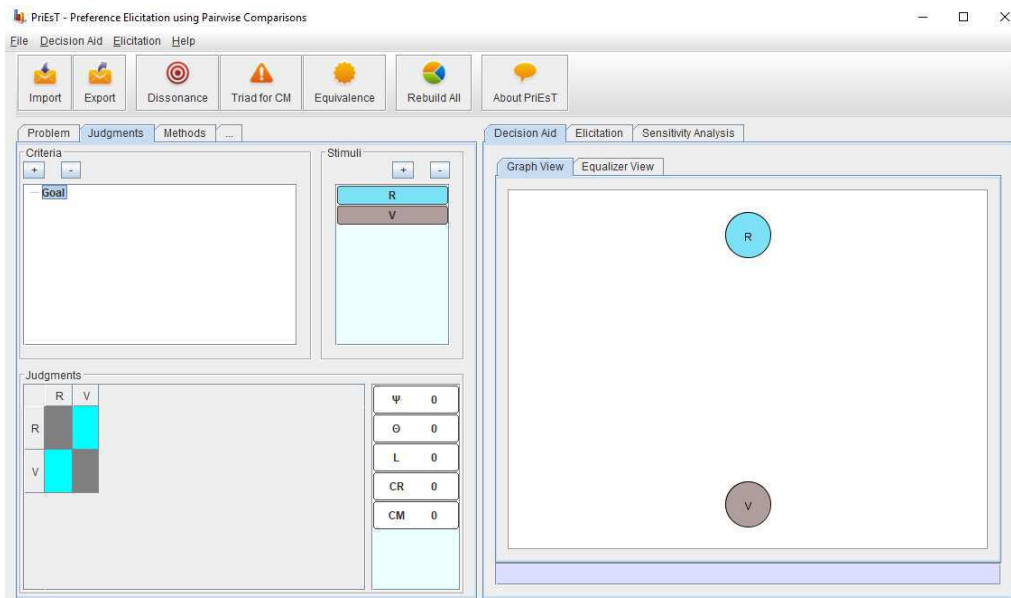 PriEsT - Preference Elicitation using Pairwise Comparisons
File Decision Aid Elicitation Help
Import Export Dissonance Triad for CM Equivalence Rebuild All About PriEsT
Problem Judgments Methods ...
Criteria
+ -
Goal
Stimuli
+ -
R
V
Judgments
R V
R
V
Ψ 0
Θ 0
L 0
CR 0
CM 0
Decision Aid Elicitation Sensitivity Analysis
Graph View Equalizer View
R
V